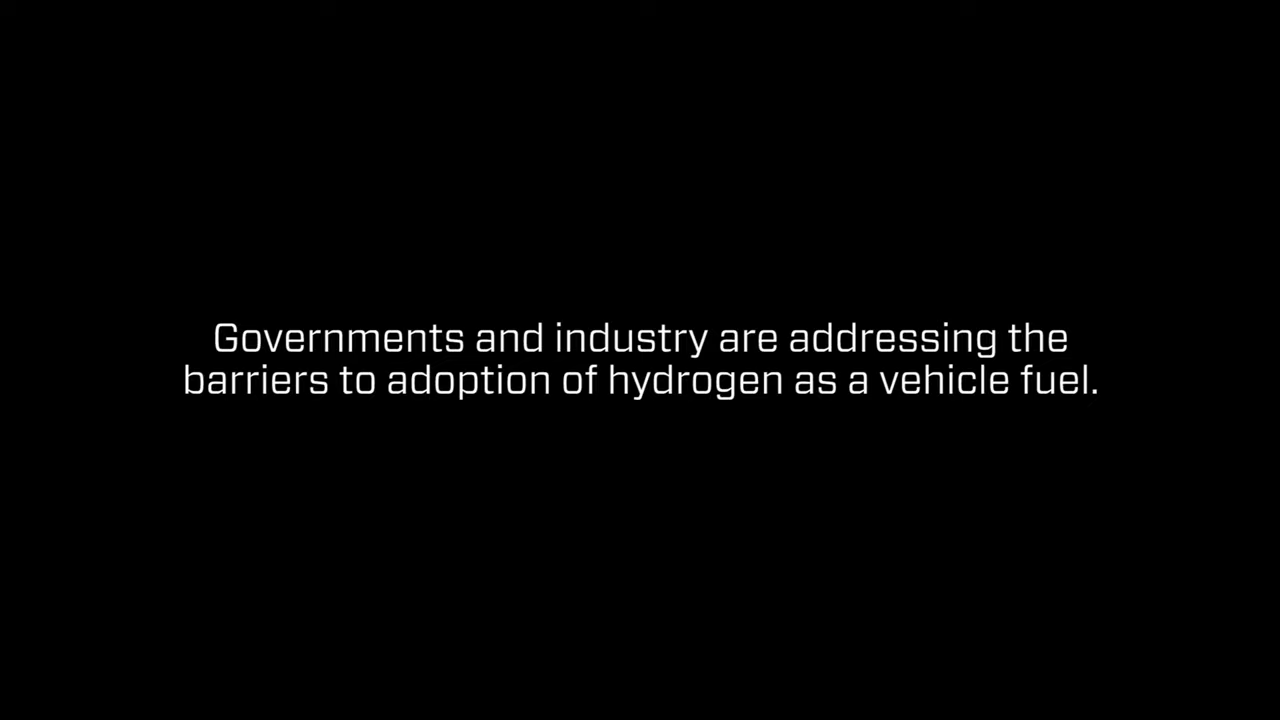 Governments and industry are addressing the
barriers to adoption of hydrogen as a vehicle fuel.